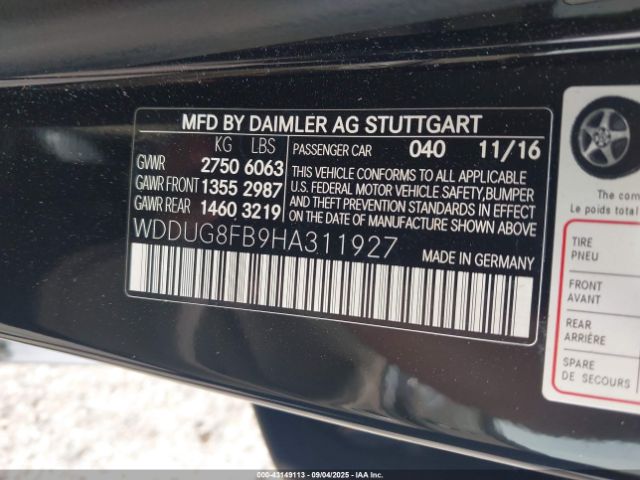 MFD BY DAIMLER AG STUTTGART
KG LBS
GVWR 2750 6063
GAWR FRONT 1355 2987
GAWR REAR 1460 3219
PASSENGER CAR 040 11/16
THIS VEHICLE CONFORMS TO ALL APPLICABLE
U.S. FEDERAL MOTOR VEHICLE SAFETY, BUMPER
AND THEFT PREVENTION STANDARDS IN EFFECT
ON THE DATE OF MANUFACTURE SHOWN ABOVE.
WDDUG8FB9HA311927
MADE IN GERMANY
The com
Le poids total
TIRE
PNEU
FRONT
AVANT
REAR
ARRIÈRE
SPARE
DE SECOURS
000-43149113 - 09/04/2025 - IAA Inc.